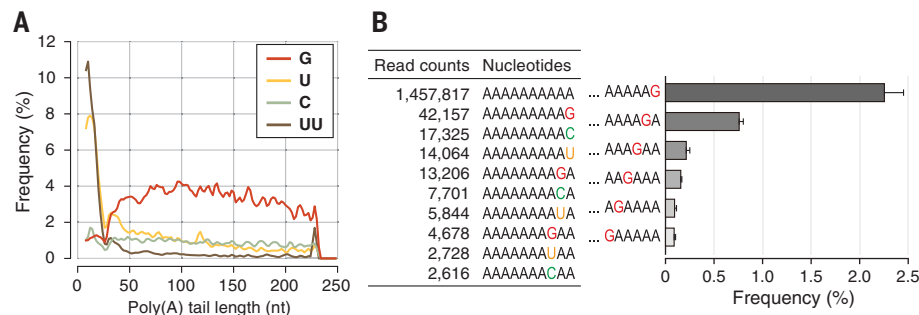 A
Frequency (%)
12
10
8
6
4
2
0
G
U
C
UU
0 50 100 150 200 250
Poly(A) tail length (nt)
B
Read counts Nucleotides
1,457,817 AAAAAAAAAA
42,157 AAAAAAAAAG
17,325 AAAAAAAAAC
14,064 AAAAAAAAAU
13,206 AAAAAAAAGA
7,701 AAAAAAAACA
5,844 AAAAAAAAUA
4,678 AAAAAAAGAA
2,728 AAAAAAAUAA
2,616 AAAAAAACAA
... AAAAAG
... AAAAGA
... AAAGAA
... AAGAAA
... AGAAAA
... GAAAAA
0 0.5 1.0 1.5 2.0 2.5
Frequency (%)